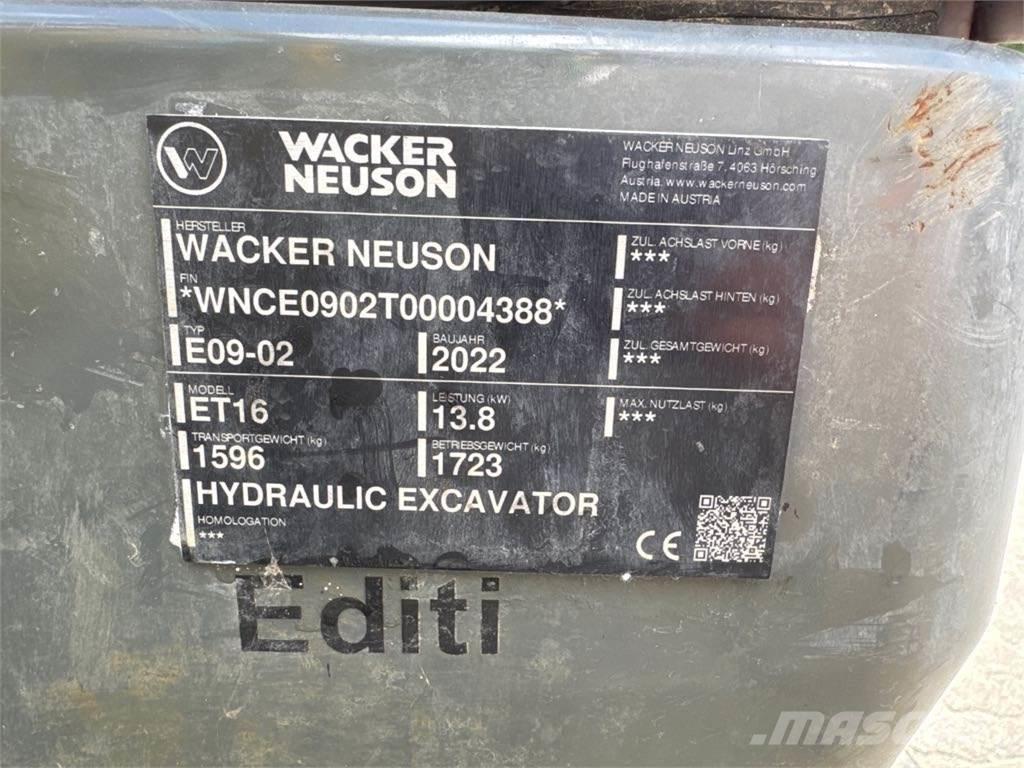 WACKER
NEUSON
WACKER NEUSON Linz GmbH
Flughafenstraße 7, 4063 Hörsching
Austria, www.wackerneuson.com
MADE IN AUSTRIA
HERSTELLER
WACKER NEUSON
FIN
*WNCE0902T00004388*
TYP
E09-02
BAUJAHR
2022
MODELL
ET16
LEISTUNG (kW)
13.8
TRANSPORTGEWICHT (kg)
1596
BETRIEBSGEWICHT (kg)
1723
HYDRAULIC EXCAVATOR
HOMOLOGATION
***
ZUL. ACHSLAST VORNE (kg)
***
ZUL. ACHSLAST HINTEN (kg)
***
ZUL. GESAMTGEWICHT (kg)
***
MAX. NUTZLAST (kg)
***
CE
Editi